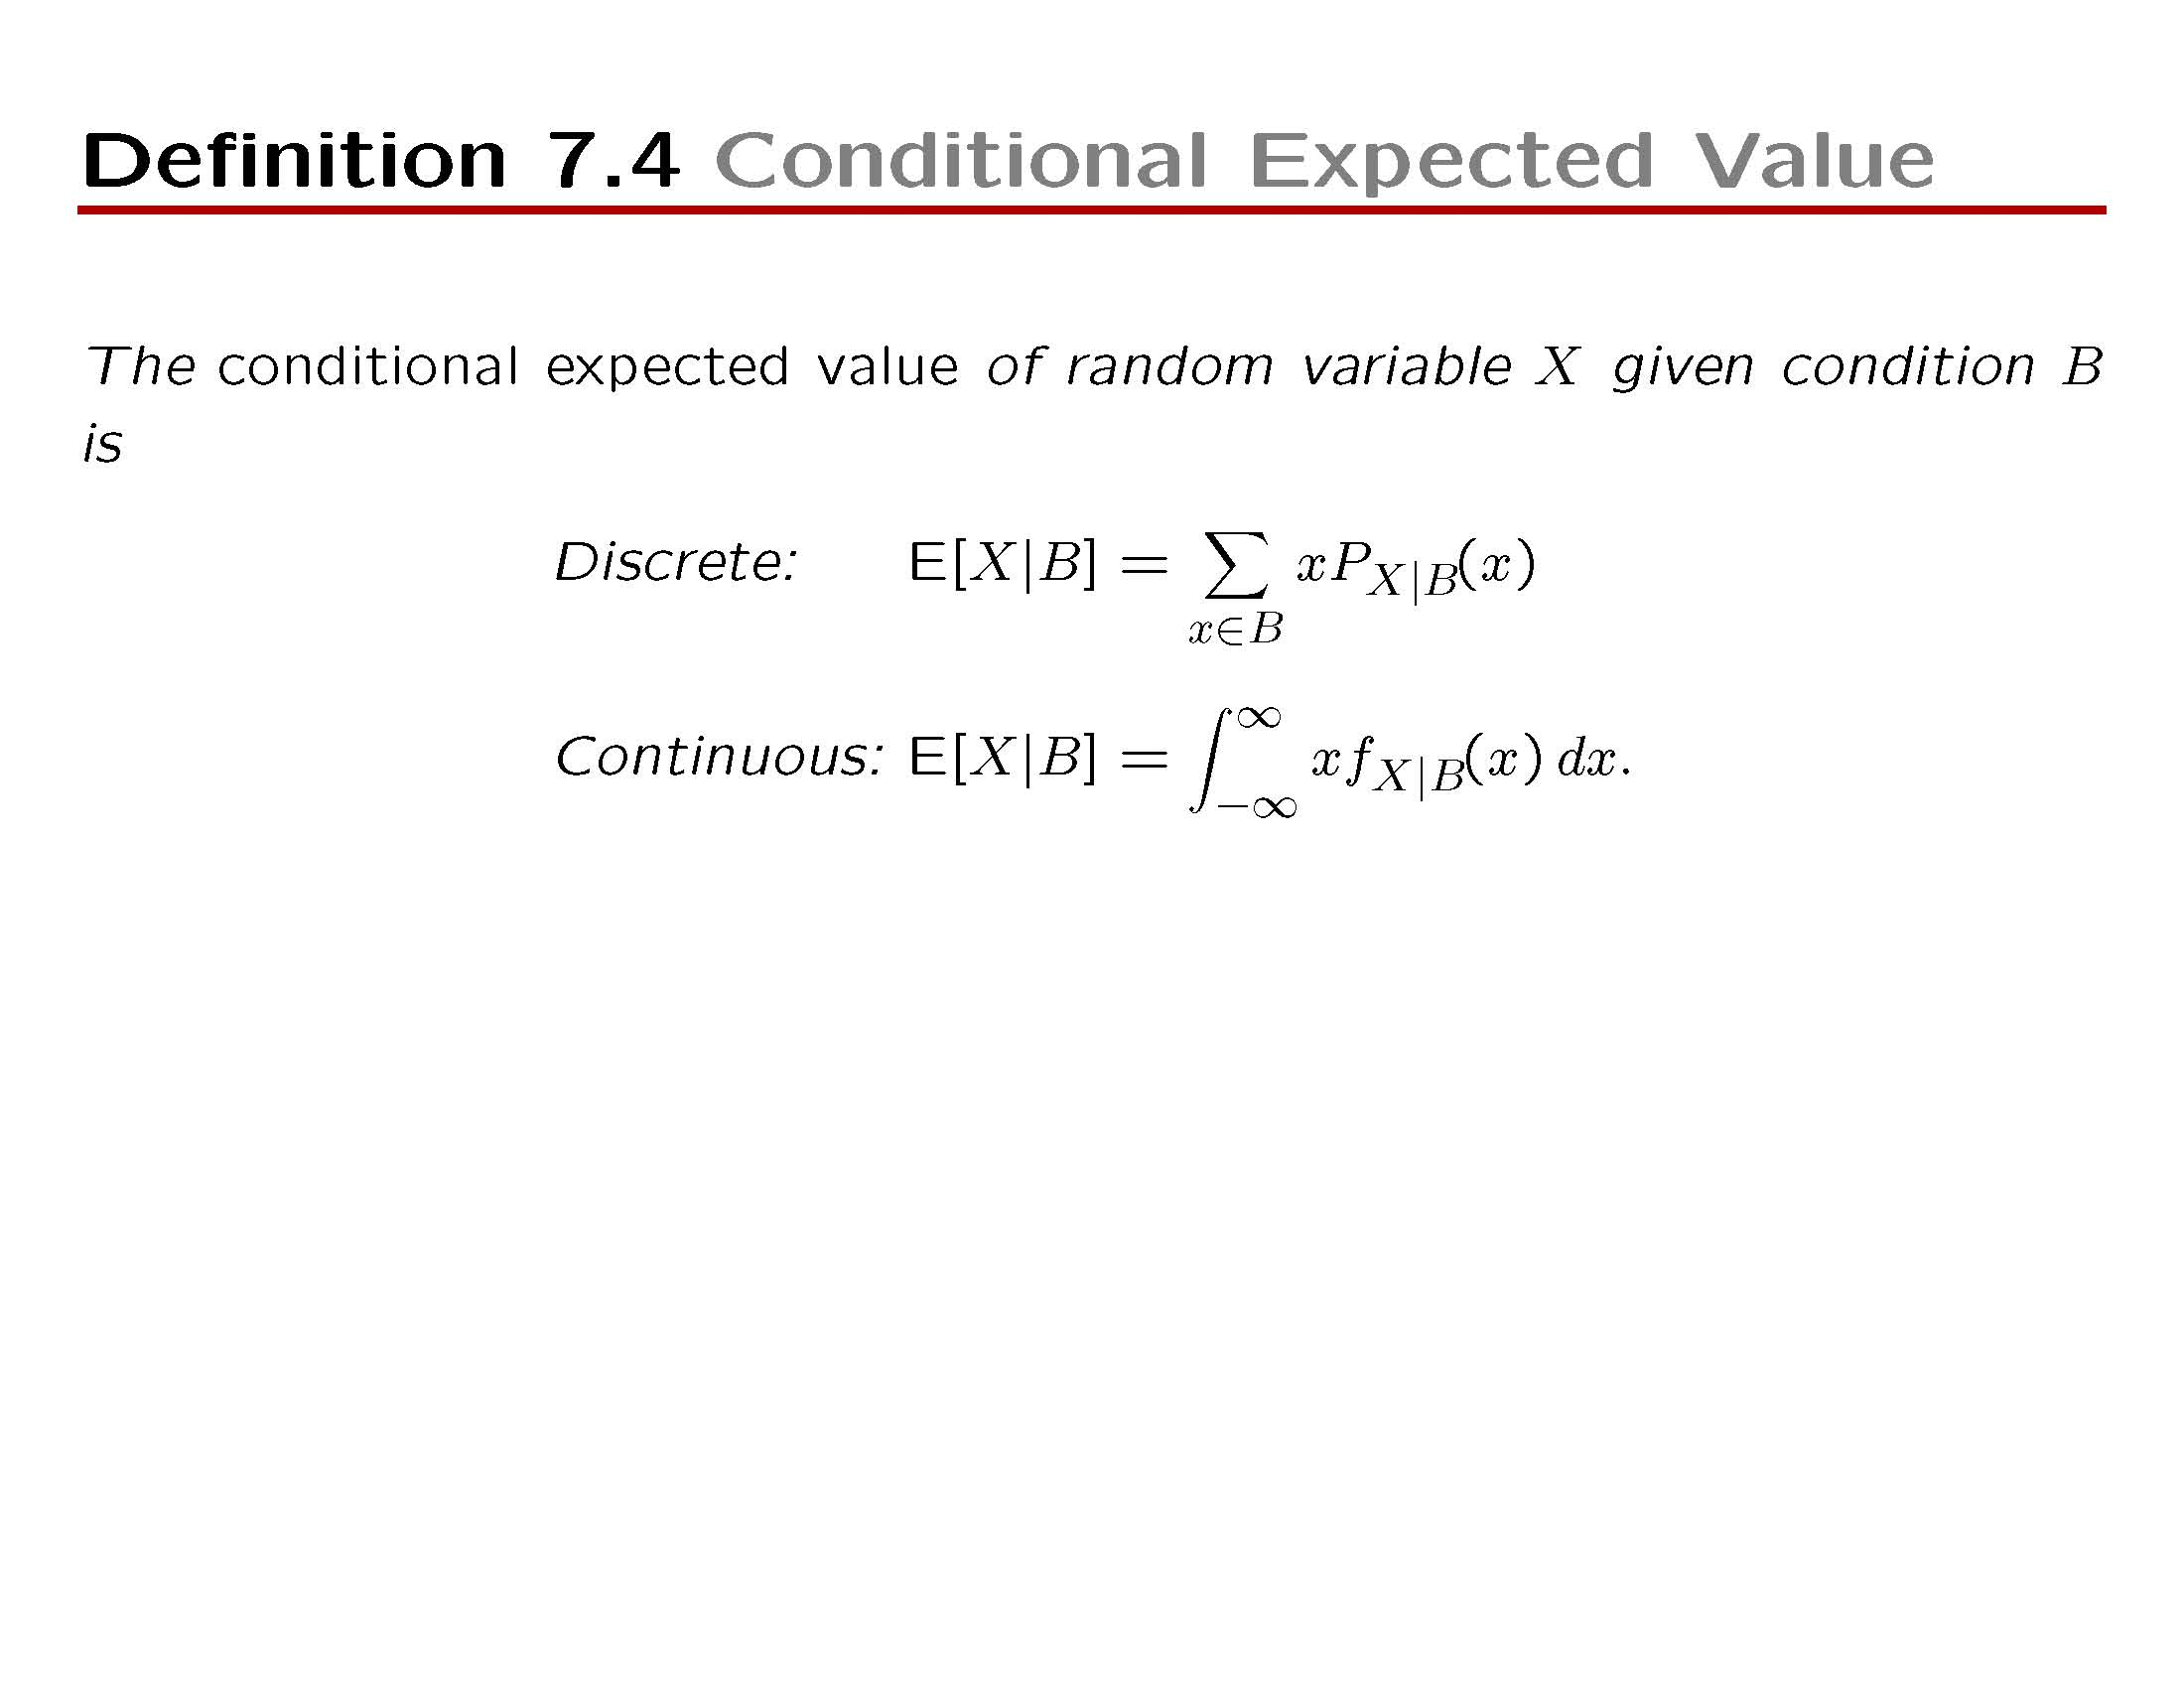 Definition 7.4 Conditional Expected Value
The conditional expected value of random variable X given condition B
is
Discrete: E[X|B] = ∑_{x∈B} xP_{X|B}(x)
Continuous: E[X|B] = ∫_{−∞}^{∞} xf_{X|B}(x) dx.